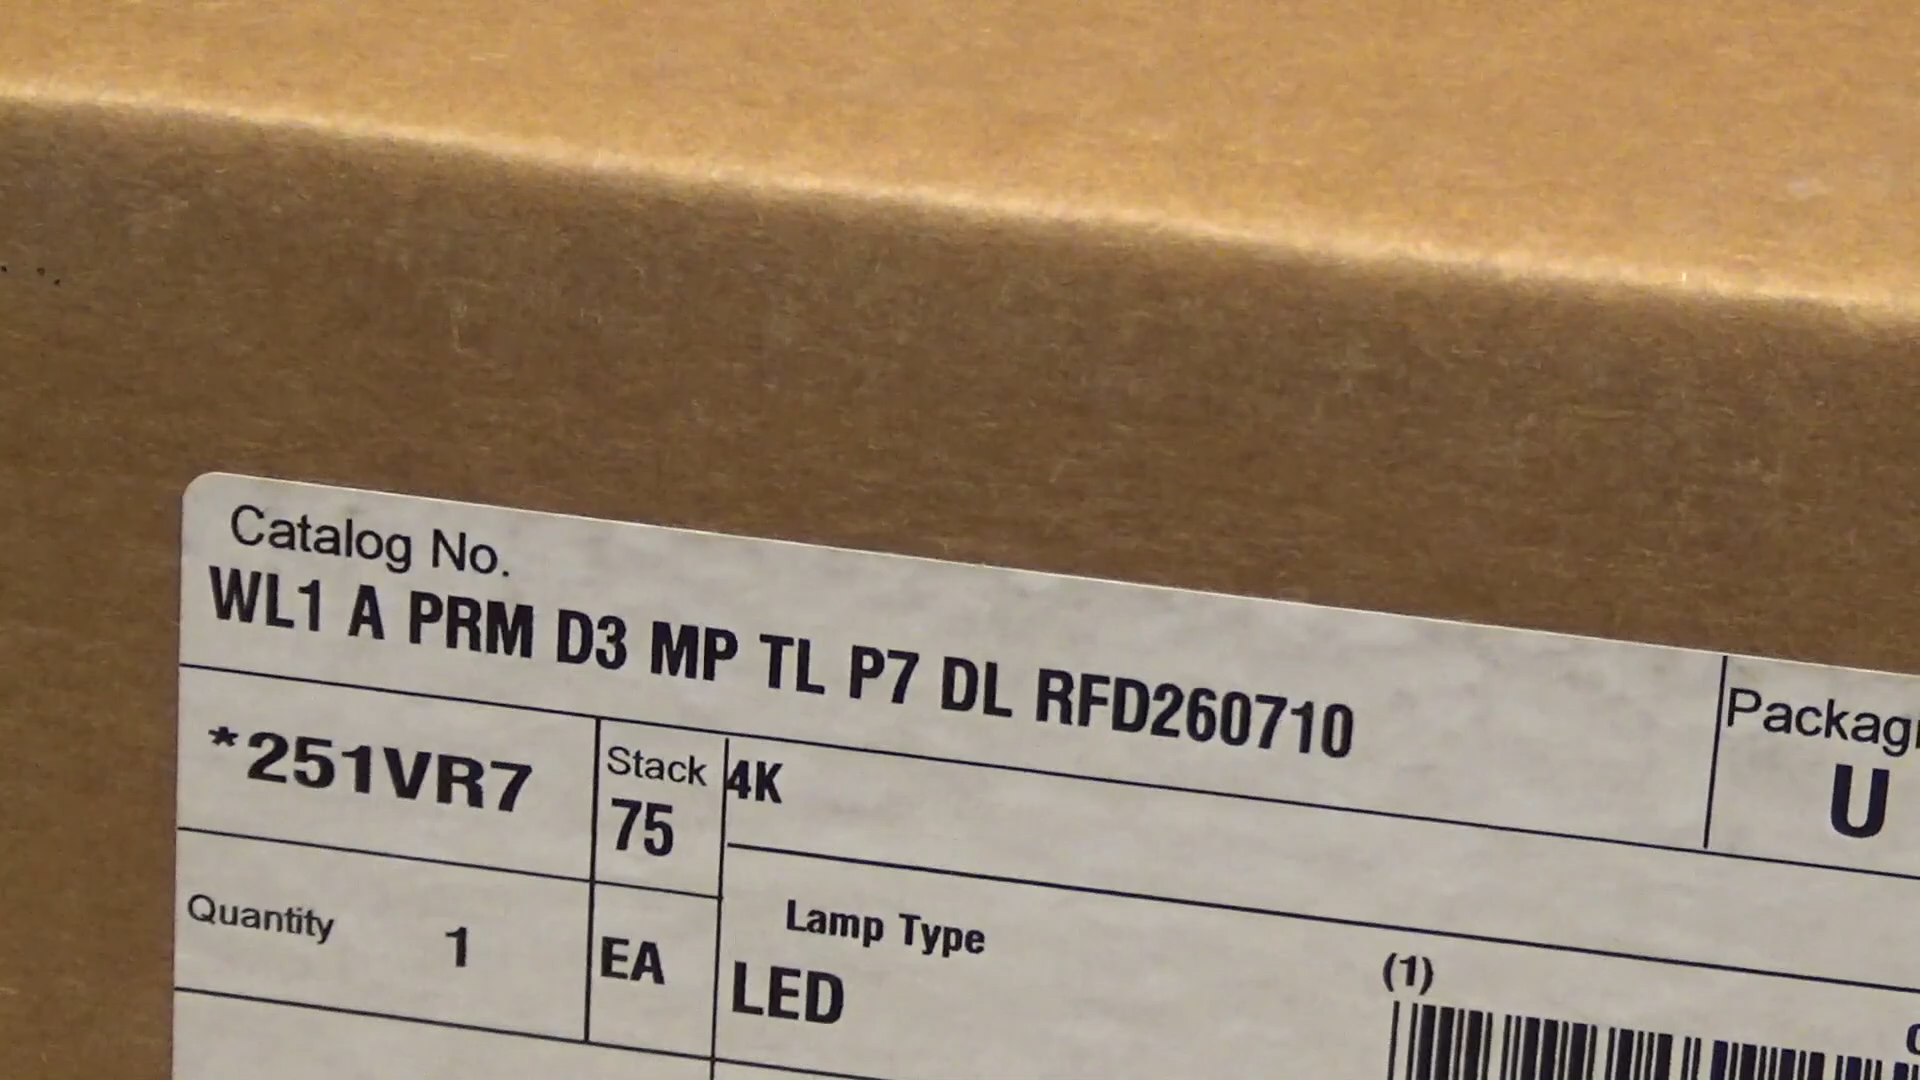 Catalog No.
WL1 A PRM D3 MP TL P7 DL RFD260710
Packag
U
*251VR7
Stack
75
4K
Quantity 1
EA
Lamp Type
LED
(1)